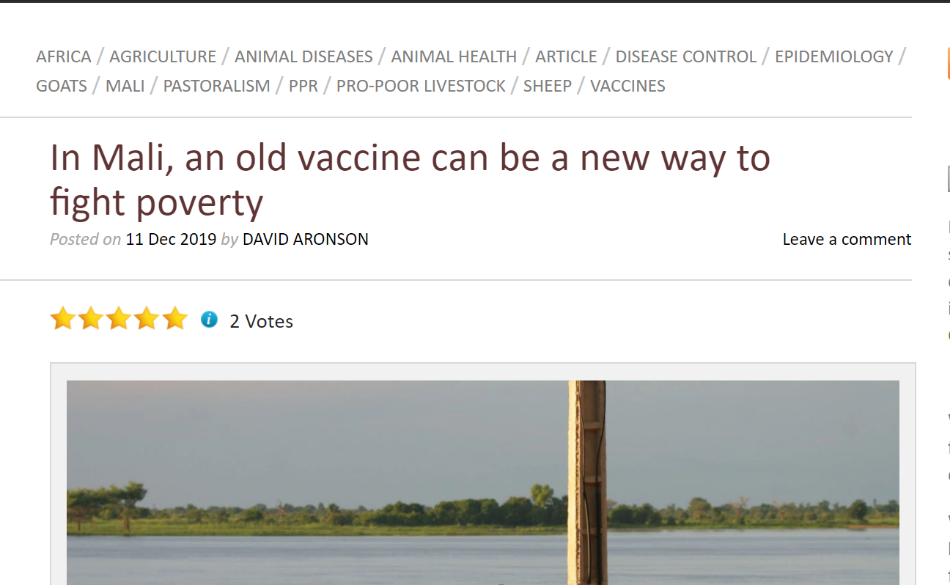 AFRICA / AGRICULTURE / ANIMAL DISEASES / ANIMAL HEALTH / ARTICLE / DISEASE CONTROL / EPIDEMIOLOGY /
GOATS / MALI / PASTORALISM / PPR / PRO-POOR LIVESTOCK / SHEEP / VACCINES
In Mali, an old vaccine can be a new way to
fight poverty
Posted on 11 Dec 2019 by DAVID ARONSON Leave a comment
2 Votes